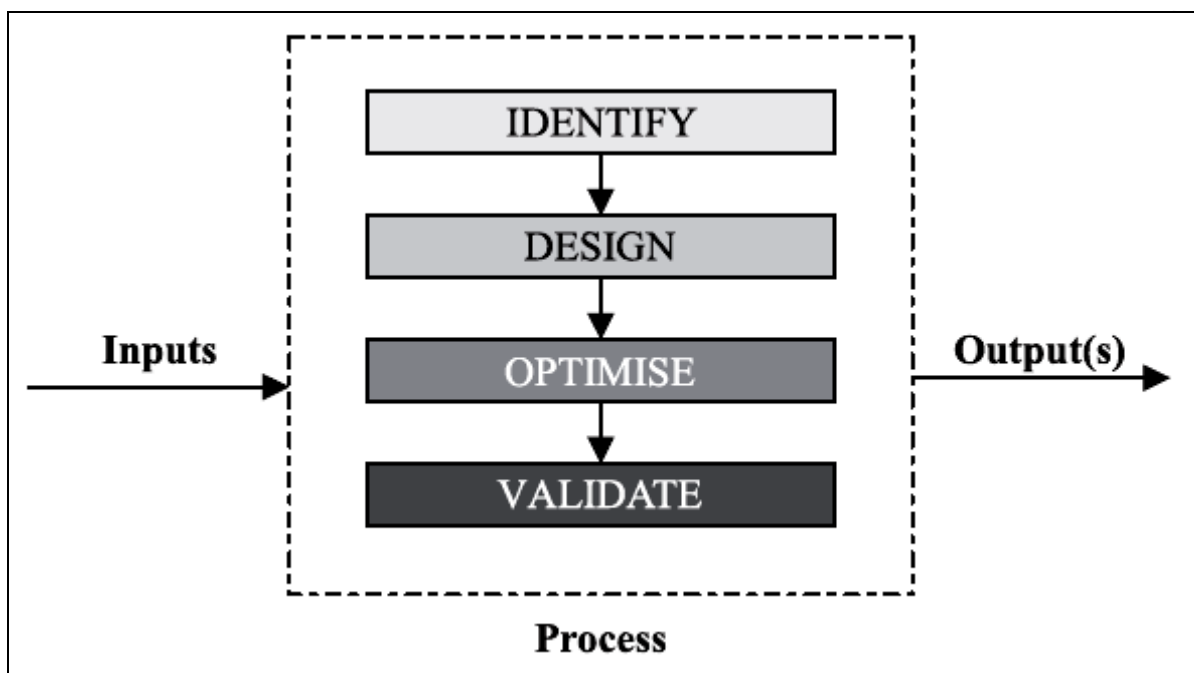 IDENTIFY
DESIGN
Inputs
Output(s)
OPTIMISE
VALIDATE
Process